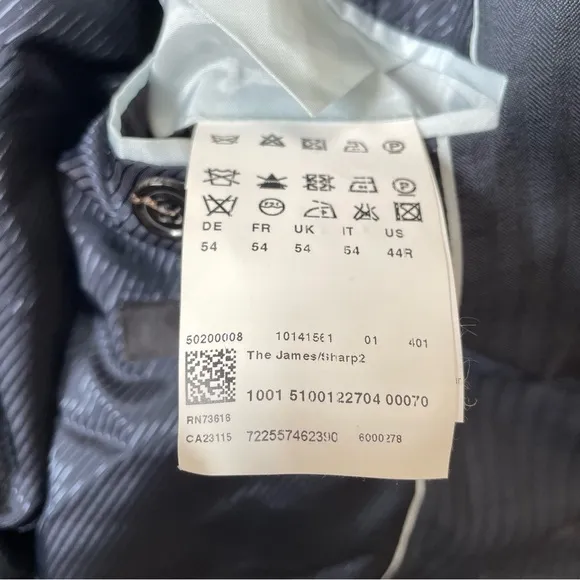 DE FR UK IT US
54 54 54 54 44R
50200008 10141561 01 401
The James/Sharp2
1001 5100122704 00070
RN73616
CA23115 722557462390 6000278